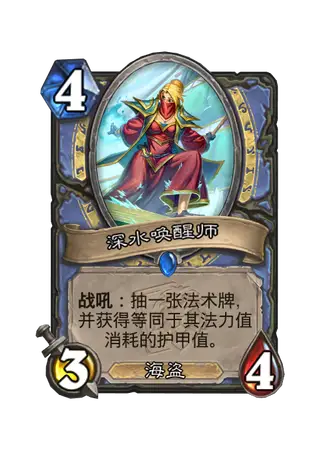 4
深水唤醒师
战吼：抽一张法术牌，
并获得等同于其法力值
消耗的护甲值。
3
海盗
4